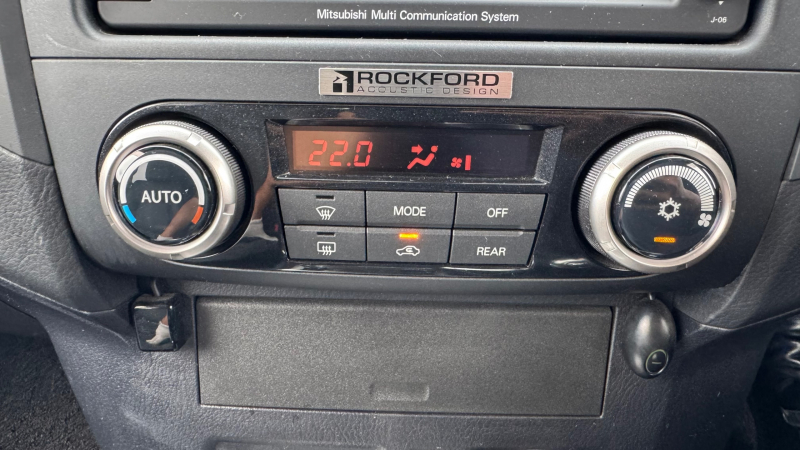 Mitsubishi Multi Communication System
J-06
ROCKFORD
ACOUSTIC DESIGN
22.0
AUTO
MODE
OFF
REAR